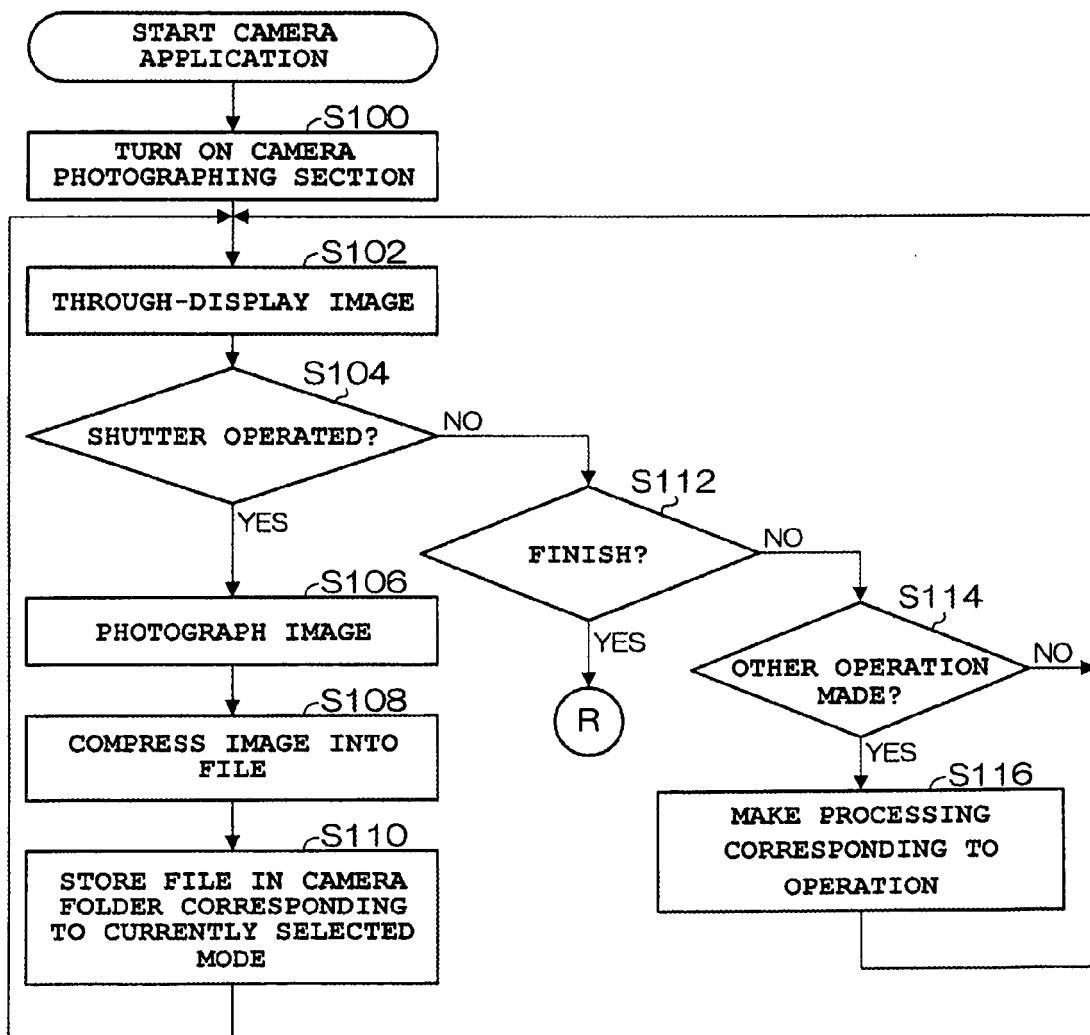 START CAMERA
APPLICATION
S100
TURN ON CAMERA
PHOTOGRAPHING SECTION
S102
THROUGH-DISPLAY IMAGE
S104
SHUTTER OPERATED?
NO
YES
S112
FINISH?
NO
YES
R
S106
PHOTOGRAPH IMAGE
S114
OTHER OPERATION
MADE?
NO
YES
S108
COMPRESS IMAGE INTO
FILE
S116
MAKE PROCESSING
CORRESPONDING TO
OPERATION
S110
STORE FILE IN CAMERA
FOLDER CORRESPONDING
TO CURRENTLY SELECTED
MODE